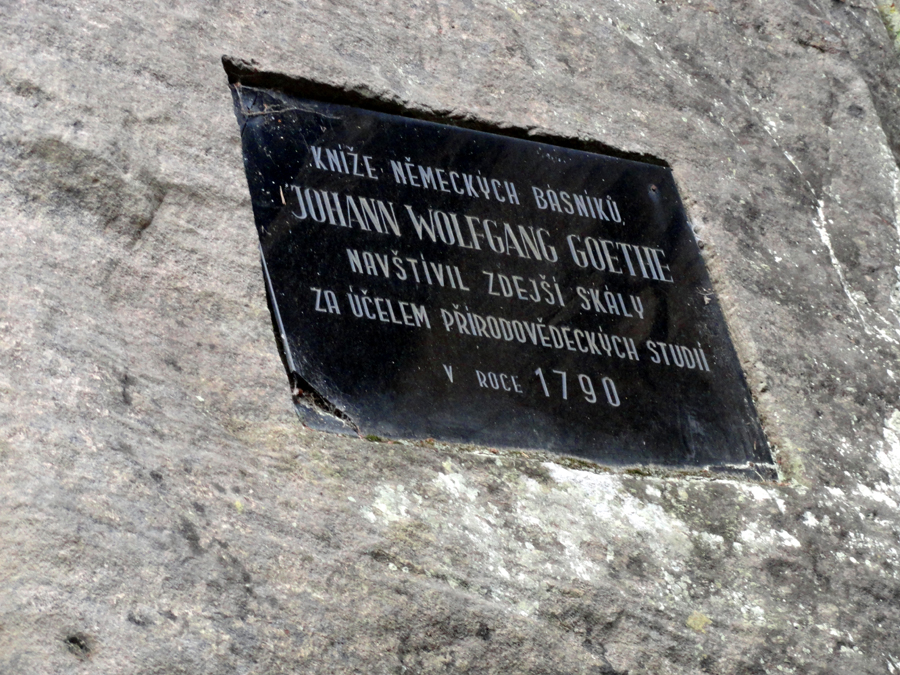 KNÍŽE NĚMECKÝCH BÁSNÍKŮ,
JOHANN WOLFGANG GOETHE
NAVŠTÍVIL ZDEJŠÍ SKÁLY
ZA ÚČELEM PŘÍRODOVĚDECKÝCH STUDIÍ
V ROCE 1790